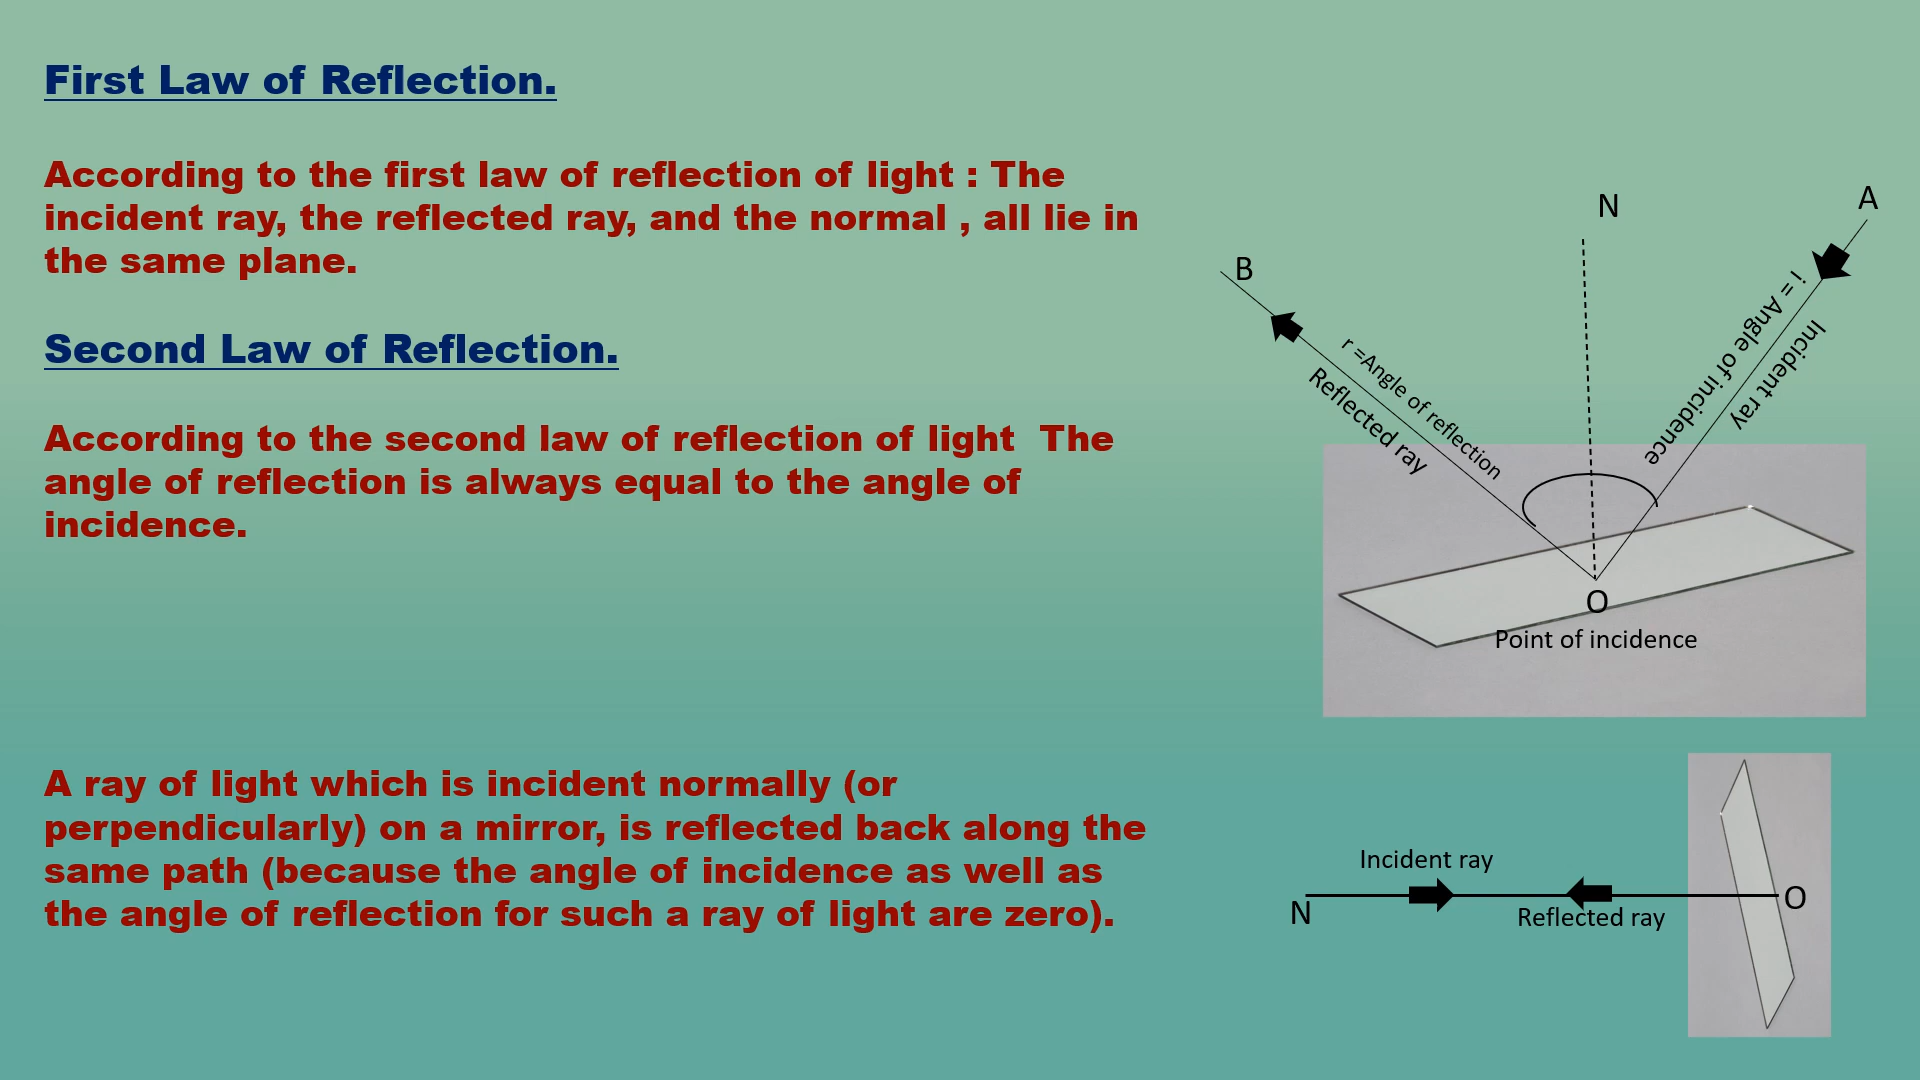 First Law of Reflection.
According to the first law of reflection of light : The
incident ray, the reflected ray, and the normal , all lie in
the same plane.
Second Law of Reflection.
According to the second law of reflection of light  The
angle of reflection is always equal to the angle of
incidence.
A ray of light which is incident normally (or
perpendicularly) on a mirror, is reflected back along the
same path (because the angle of incidence as well as
the angle of reflection for such a ray of light are zero).
A
N
B
i = Angle of incidence
Incident ray
r =Angle of reflection
Reflected ray
O
Point of incidence
Incident ray
N
O
Reflected ray